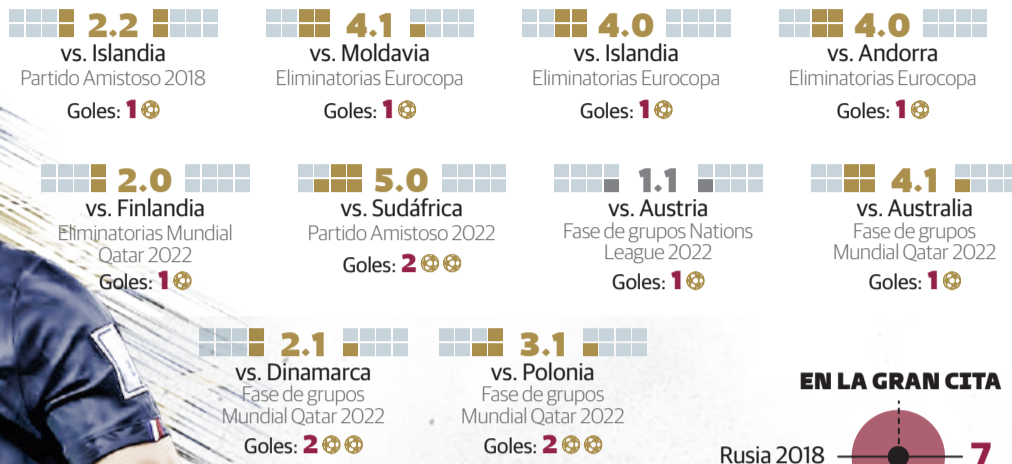 2.2
vs. Islandia
Partido Amistoso 2018
Goles: 1
4.1
vs. Moldavia
Eliminatorias Eurocopa
Goles: 1
4.0
vs. Islandia
Eliminatorias Eurocopa
Goles: 1
4.0
vs. Andorra
Eliminatorias Eurocopa
Goles: 1
2.0
vs. Finlandia
Eliminatorias Mundial
Qatar 2022
Goles: 1
5.0
vs. Sudáfrica
Partido Amistoso 2022
Goles: 2
1.1
vs. Austria
Fase de grupos Nations
League 2022
Goles: 1
4.1
vs. Australia
Fase de grupos
Mundial Qatar 2022
Goles: 1
2.1
vs. Dinamarca
Fase de grupos
Mundial Qatar 2022
Goles: 2
3.1
vs. Polonia
Fase de grupos
Mundial Qatar 2022
Goles: 2
EN LA GRAN CITA
Rusia 2018 7